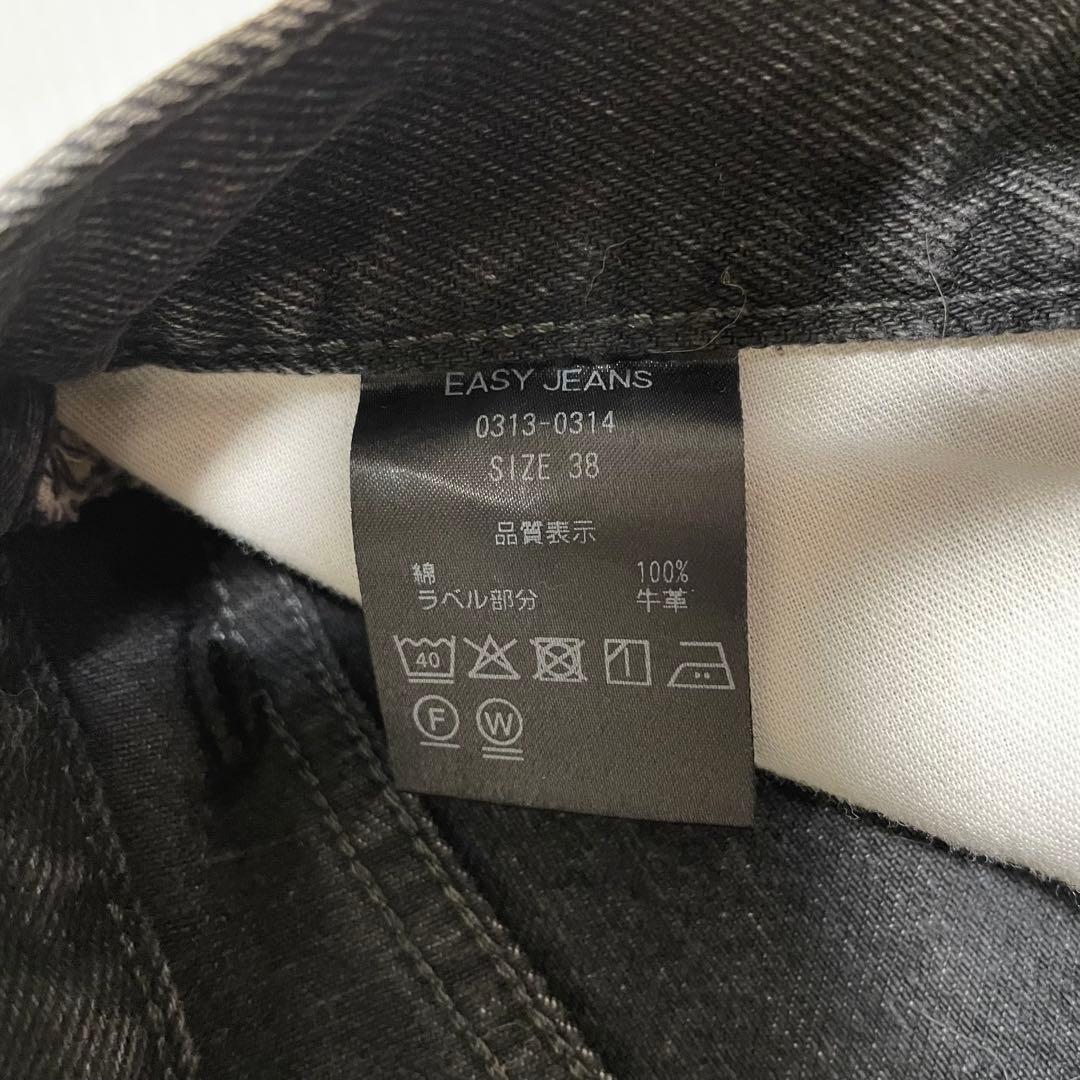 EASY JEANS
0313-0314
SIZE 38
品質表示
綿 100%
ラベル部分 牛革
40
F W